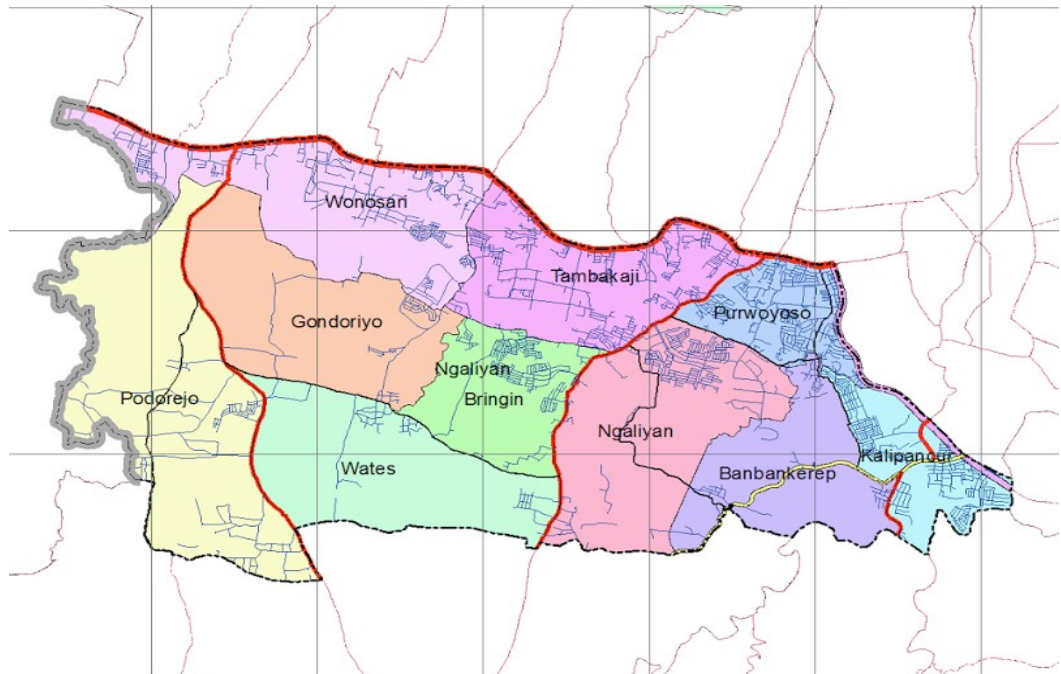 Wonosari
Tambakaji
Purwoyoso
Gondoriyo
Ngaliyan
Bringin
Podorejo
Ngaliyan
Kalipancur
Wates
Banbankerep